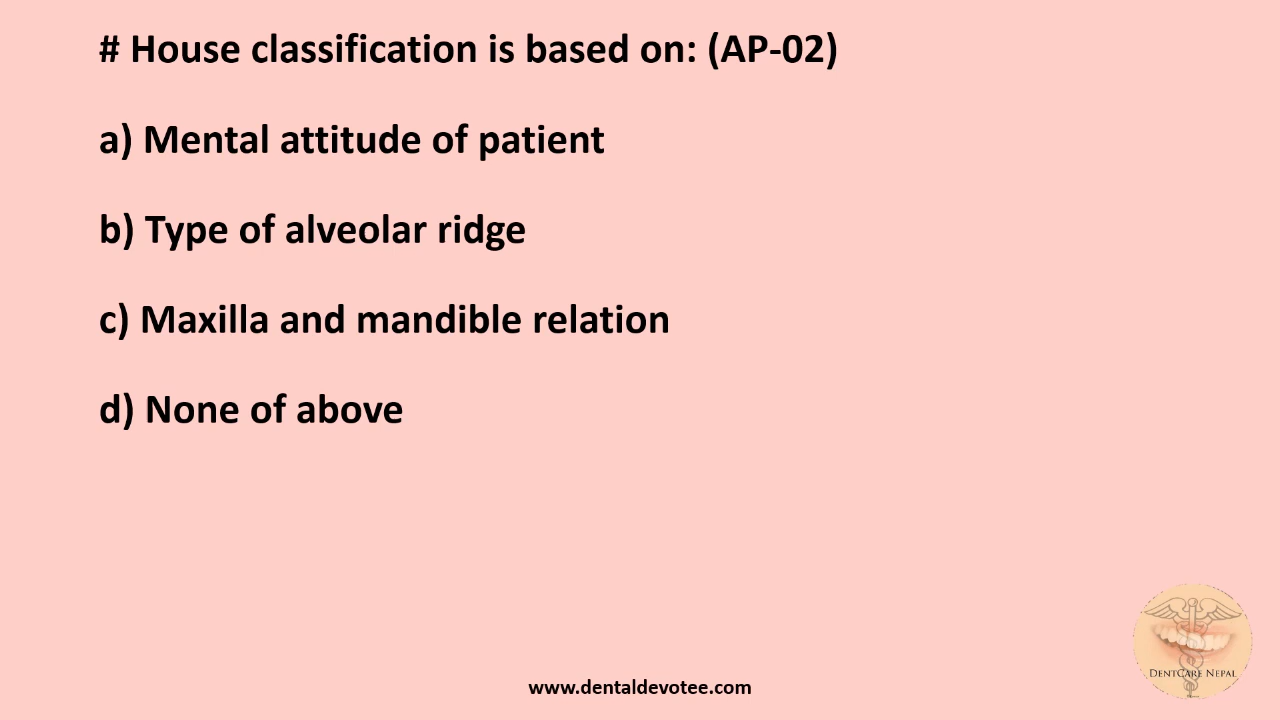 # House classification is based on: (AP-02)
a) Mental attitude of patient
b) Type of alveolar ridge
c) Maxilla and mandible relation
d) None of above
DENTCARE NEPAL
www.dentaldevotee.com